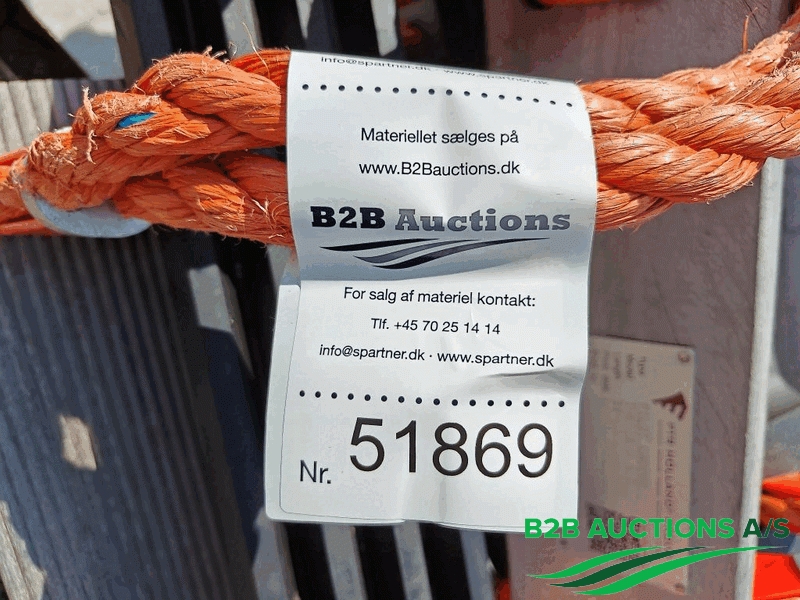 info@spartner.dk · www.spartner.dk
Materiellet sælges på
www.B2Bauctions.dk
B2B Auctions
For salg af materiel kontakt:
Tlf. +45 70 25 14 14
info@spartner.dk · www.spartner.dk
Nr. 51869
B2B AUCTIONS A/S